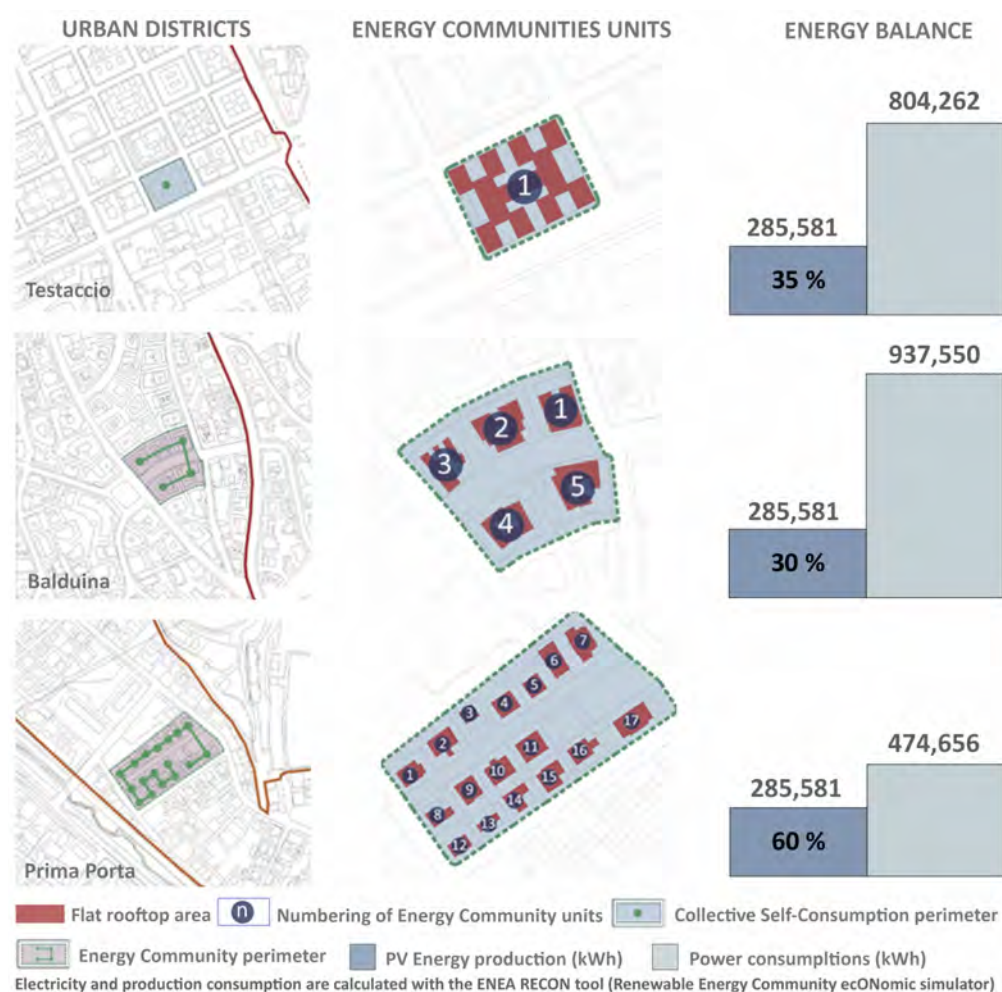 URBAN DISTRICTS
ENERGY COMMUNITIES UNITS
ENERGY BALANCE
Testaccio
1
804,262
285,581
35 %
Balduina
1
2
3
4
5
937,550
285,581
30 %
Prima Porta
1
2
3
4
5
6
7
8
9
10
11
12
13
14
15
16
17
474,656
285,581
60 %
Flat rooftop area
n Numbering of Energy Community units
Collective Self-Consumption perimeter
Energy Community perimeter
PV Energy production (kWh)
Power consumpltions (kWh)
Electricity and production consumption are calculated with the ENEA RECON tool (Renewable Energy Community ecONomic simulator)